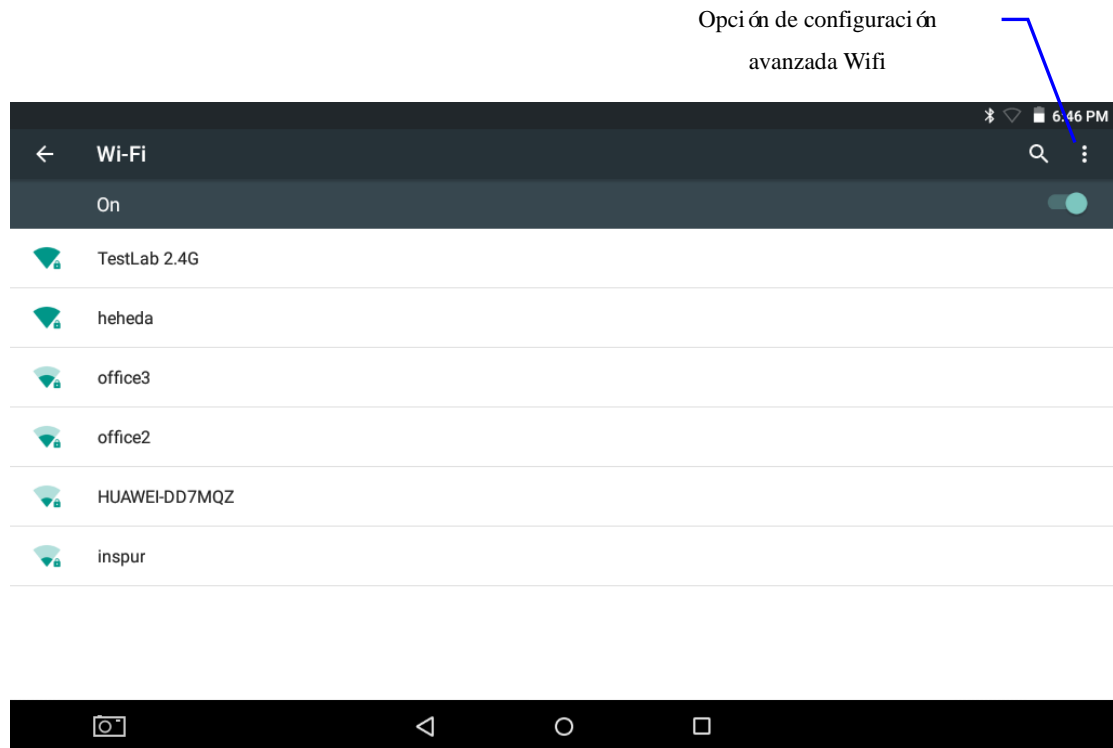 Opción de configuración
avanzada Wifi
6:46 PM
Wi-Fi
On
TestLab 2.4G
heheda
office3
office2
HUAWEI-DD7MQZ
inspur